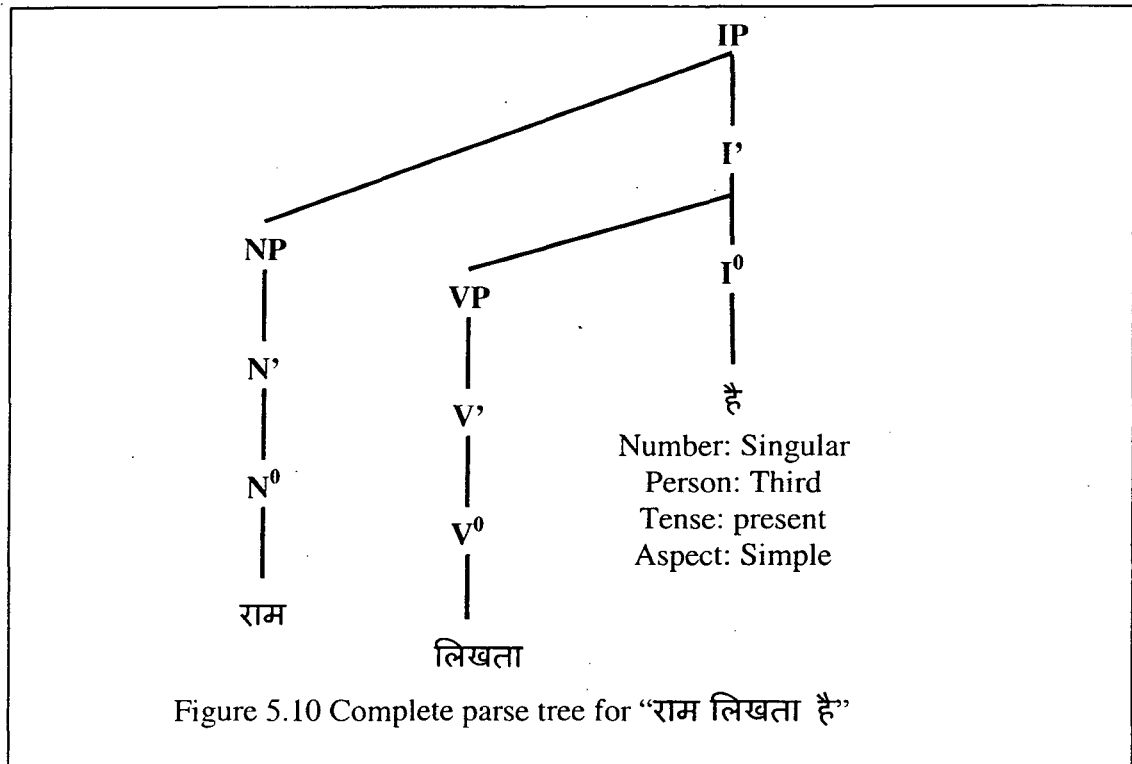 IP
I’
NP
I⁰
VP
N’
है
V’
Number: Singular
Person: Third
N⁰
Tense: present
V⁰
Aspect: Simple
राम
लिखता
Figure 5.10 Complete parse tree for “राम लिखता है”